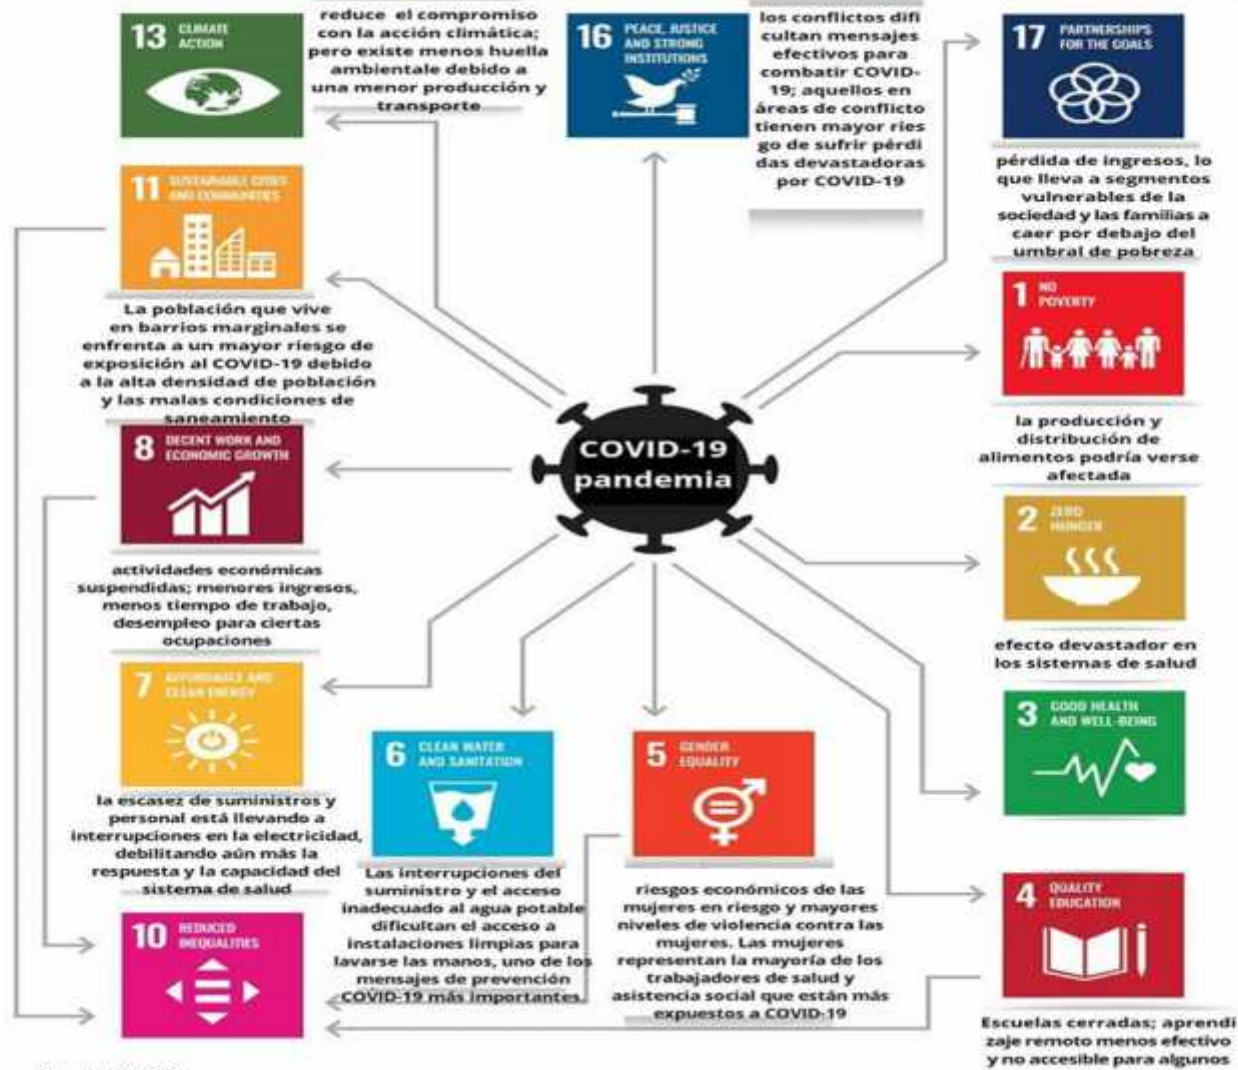 13 CLIMATE
ACTION
reduce el compromiso
con la acción climática;
pero existe menos huella
ambientale debido a
una menor producción y
transporte
16 PEACE, JUSTICE
AND STRONG
INSTITUTIONS
los conflictos difi
cultan mensajes
efectivos para
combatir COVID-
19; aquellos en
áreas de conflicto
tienen mayor ries
go de sufrir pérdi
das devastadoras
por COVID-19
17 PARTNERSHIPS
FOR THE GOALS
pérdida de ingresos, lo
que lleva a segmentos
vulnerables de la
sociedad y las familias a
caer por debajo del
umbral de pobreza
11 SUSTAINABLE CITIES
AND COMMUNITIES
La población que vive
en barrios marginales se
enfrenta a un mayor riesgo de
exposición al COVID-19 debido
a la alta densidad de población
y las malas condiciones de
saneamiento
1 NO
POVERTY
la producción y
distribución de
alimentos podría verse
afectada
COVID-19
pandemia
8 DECENT WORK AND
ECONOMIC GROWTH
actividades económicas
suspendidas; menores ingresos,
menos tiempo de trabajo,
desempleo para ciertas
ocupaciones
2 ZERO
HUNGER
efecto devastador en
los sistemas de salud
7 AFFORDABLE AND
CLEAN ENERGY
la escasez de suministros y
personal está llevando a
interrupciones en la electricidad,
debilitando aún más la
respuesta y la capacidad del
sistema de salud
3 GOOD HEALTH
AND WELL-BEING
6 CLEAN WATER
AND SANITATION
Las interrupciones del
suministro y el acceso
inadecuado al agua potable
dificultan el acceso a
instalaciones limpias para
lavarse las manos, uno de los
mensajes de prevención
COVID-19 más importantes.
5 GENDER
EQUALITY
riesgos económicos de las
mujeres en riesgo y mayores
niveles de violencia contra las
mujeres. Las mujeres
representan la mayoría de los
trabajadores de salud y
asistencia social que están más
expuestos a COVID-19
4 QUALITY
EDUCATION
Escuelas cerradas; aprendi
zaje remoto menos efectivo
y no accesible para algunos
10 REDUCED
INEQUALITIES